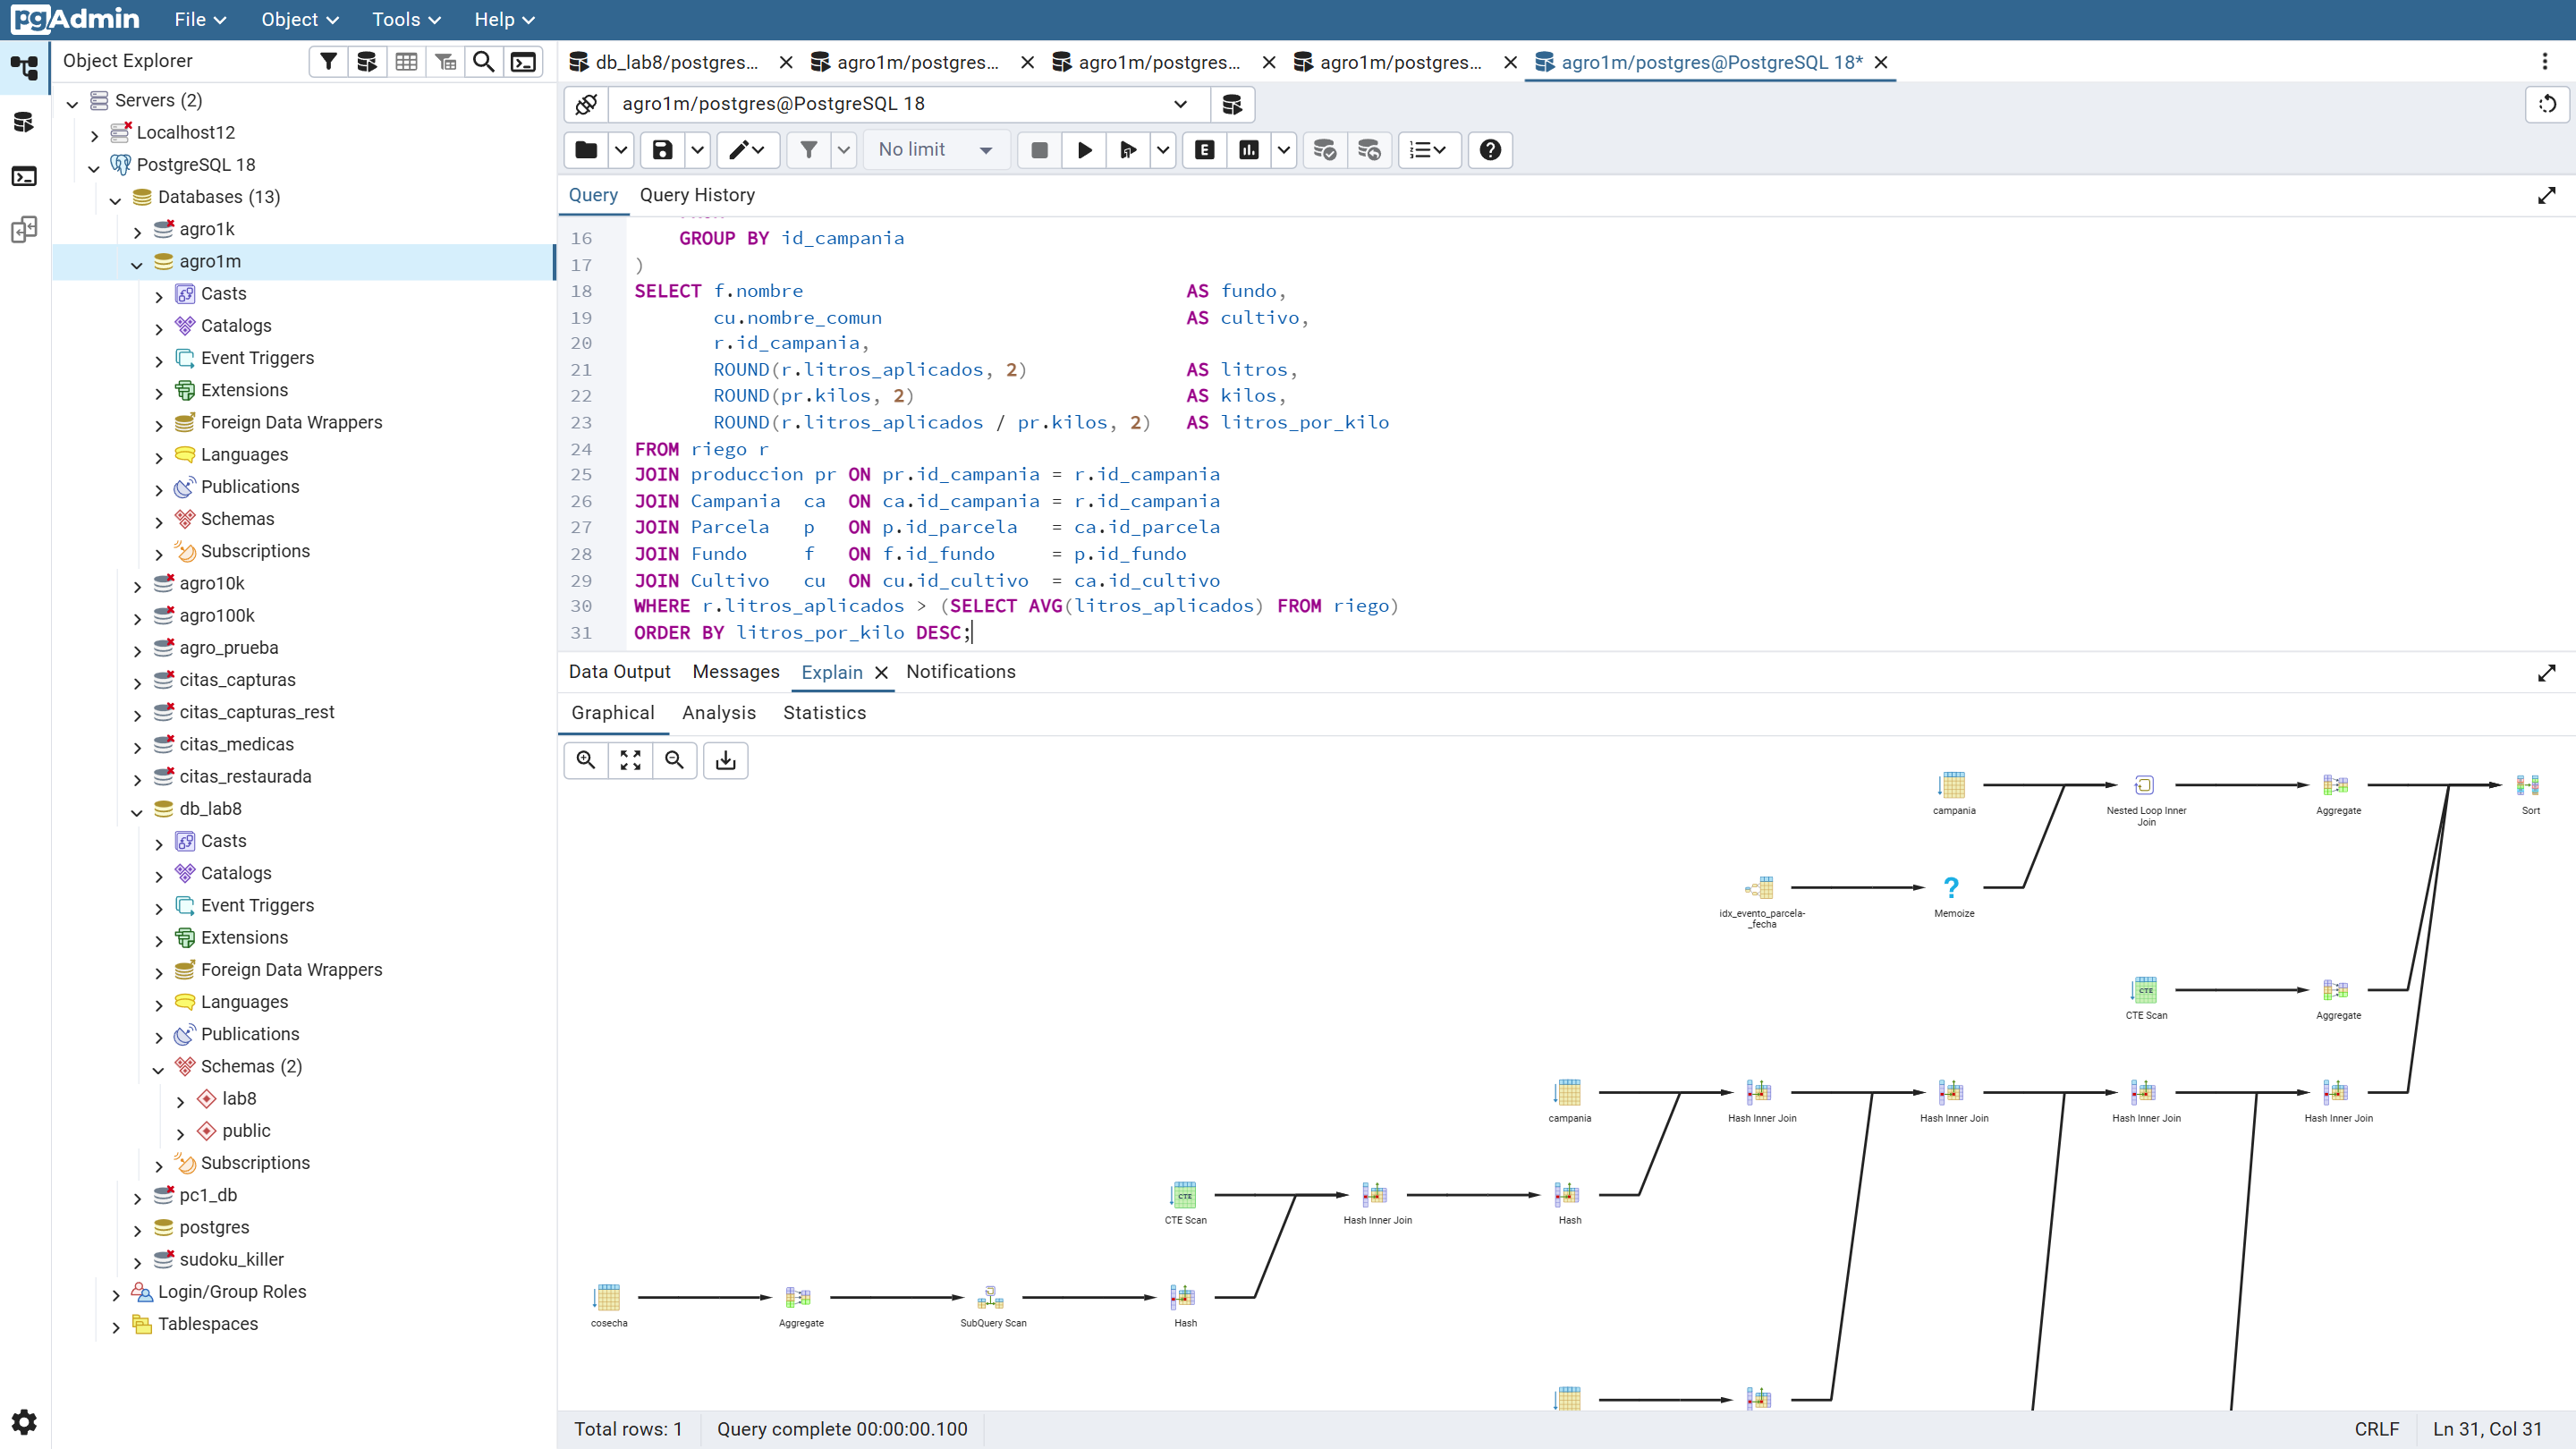 pgAdmin File Object Tools Help
Object Explorer
db_lab8/postgres... agro1m/postgres... agro1m/postgres... agro1m/postgres... agro1m/postgres@PostgreSQL 18*
Servers (2)
Localhost12
PostgreSQL 18
Databases (13)
agro1k
agro1m
Casts
Catalogs
Event Triggers
Extensions
Foreign Data Wrappers
Languages
Publications
Schemas
Subscriptions
agro10k
agro100k
agro_prueba
citas_capturas
citas_capturas_rest
citas_medicas
citas_restaurada
db_lab8
Casts
Catalogs
Event Triggers
Extensions
Foreign Data Wrappers
Languages
Publications
Schemas (2)
lab8
public
Subscriptions
pc1_db
postgres
sudoku_killer
Login/Group Roles
Tablespaces
agro1m/postgres@PostgreSQL 18
No limit
E
Query Query History
16 GROUP BY id_campania
17 )
18 SELECT f.nombre AS fundo,
19 cu.nombre_comun AS cultivo,
20 r.id_campania,
21 ROUND(r.litros_aplicados, 2) AS litros,
22 ROUND(pr.kilos, 2) AS kilos,
23 ROUND(r.litros_aplicados / pr.kilos, 2) AS litros_por_kilo
24 FROM riego r
25 JOIN produccion pr ON pr.id_campania = r.id_campania
26 JOIN Campania ca ON ca.id_campania = r.id_campania
27 JOIN Parcela p ON p.id_parcela = ca.id_parcela
28 JOIN Fundo f ON f.id_fundo = p.id_fundo
29 JOIN Cultivo cu ON cu.id_cultivo = ca.id_cultivo
30 WHERE r.litros_aplicados > (SELECT AVG(litros_aplicados) FROM riego)
31 ORDER BY litros_por_kilo DESC;
Data Output Messages Explain Notifications
Graphical Analysis Statistics
campania
Nested Loop Inner
Join
Aggregate
Sort
idx_evento_parcela-
_fecha
?
Memoize
CTE
CTE Scan
Aggregate
campania
Hash Inner Join
Hash Inner Join
Hash Inner Join
Hash Inner Join
CTE
CTE Scan
Hash Inner Join
Hash
cosecha
Aggregate
SubQuery Scan
Hash
Total rows: 1 Query complete 00:00:00.100 CRLF Ln 31, Col 31